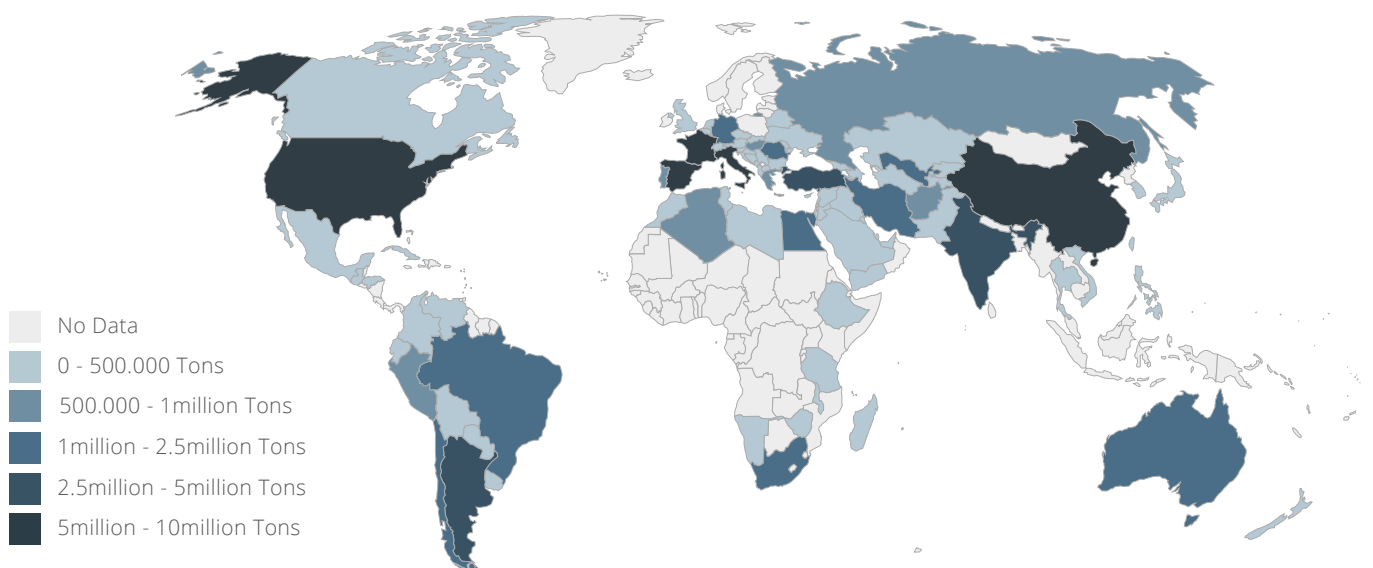 No Data
0 - 500.000 Tons
500.000 - 1million Tons
1million - 2.5million Tons
2.5million - 5million Tons
5million - 10million Tons